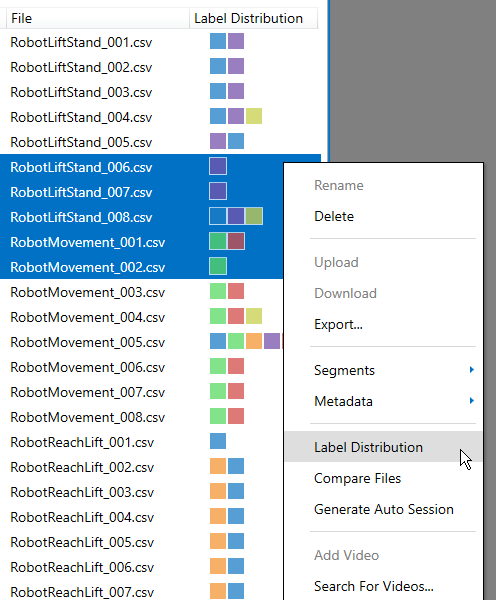 File Label Distribution
RobotLiftStand_001.csv
RobotLiftStand_002.csv
RobotLiftStand_003.csv
RobotLiftStand_004.csv
RobotLiftStand_005.csv
RobotLiftStand_006.csv
RobotLiftStand_007.csv
RobotLiftStand_008.csv
RobotMovement_001.csv
RobotMovement_002.csv
RobotMovement_003.csv
RobotMovement_004.csv
RobotMovement_005.csv
RobotMovement_006.csv
RobotMovement_007.csv
RobotMovement_008.csv
RobotReachLift_001.csv
RobotReachLift_002.csv
RobotReachLift_003.csv
RobotReachLift_004.csv
RobotReachLift_005.csv
RobotReachLift_006.csv
RobotReachLift_007.csv
Rename
Delete
Upload
Download
Export...
Segments
Metadata
Label Distribution
Compare Files
Generate Auto Session
Add Video
Search For Videos...